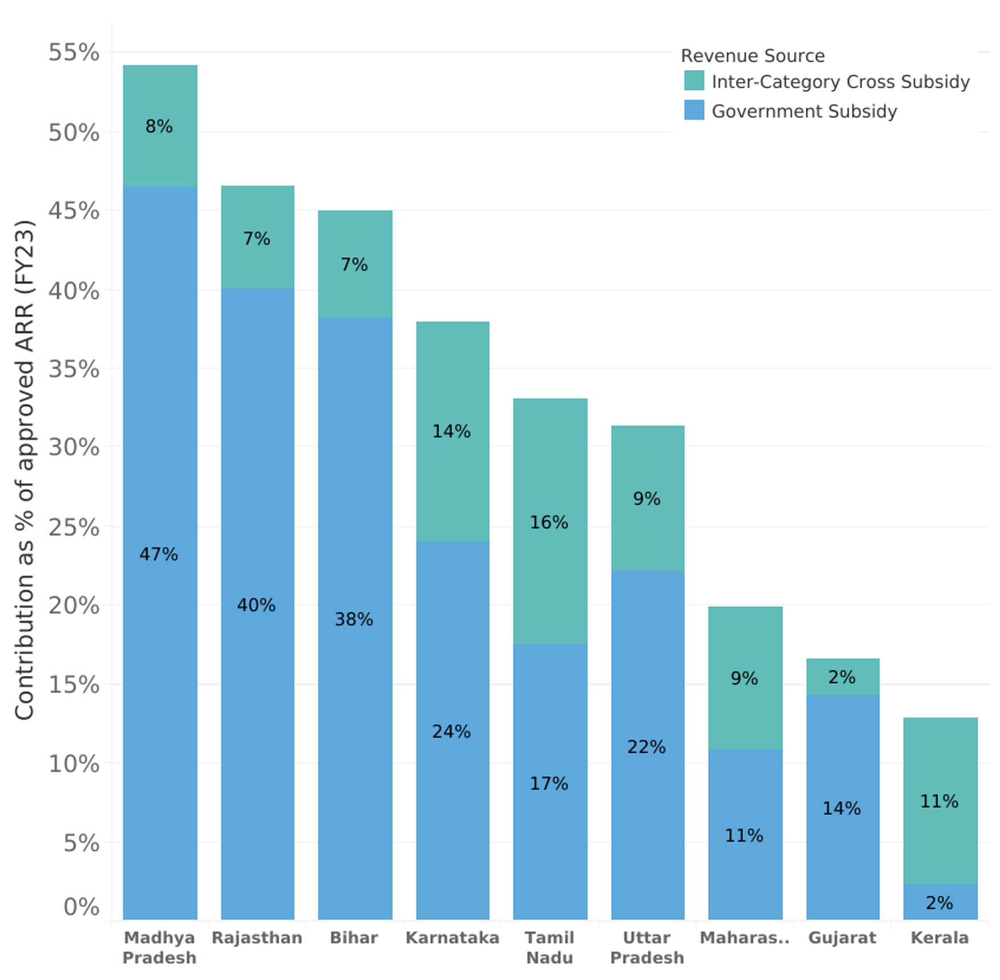 Contribution as % of approved ARR (FY23)
55%
50%
45%
40%
35%
30%
25%
20%
15%
10%
5%
0%
Revenue Source
Inter-Category Cross Subsidy
Government Subsidy
8%
47%
7%
40%
7%
38%
14%
24%
16%
17%
9%
22%
9%
11%
2%
14%
11%
2%
Madhya
Pradesh
Rajasthan
Bihar
Karnataka
Tamil
Nadu
Uttar
Pradesh
Maharas..
Gujarat
Kerala